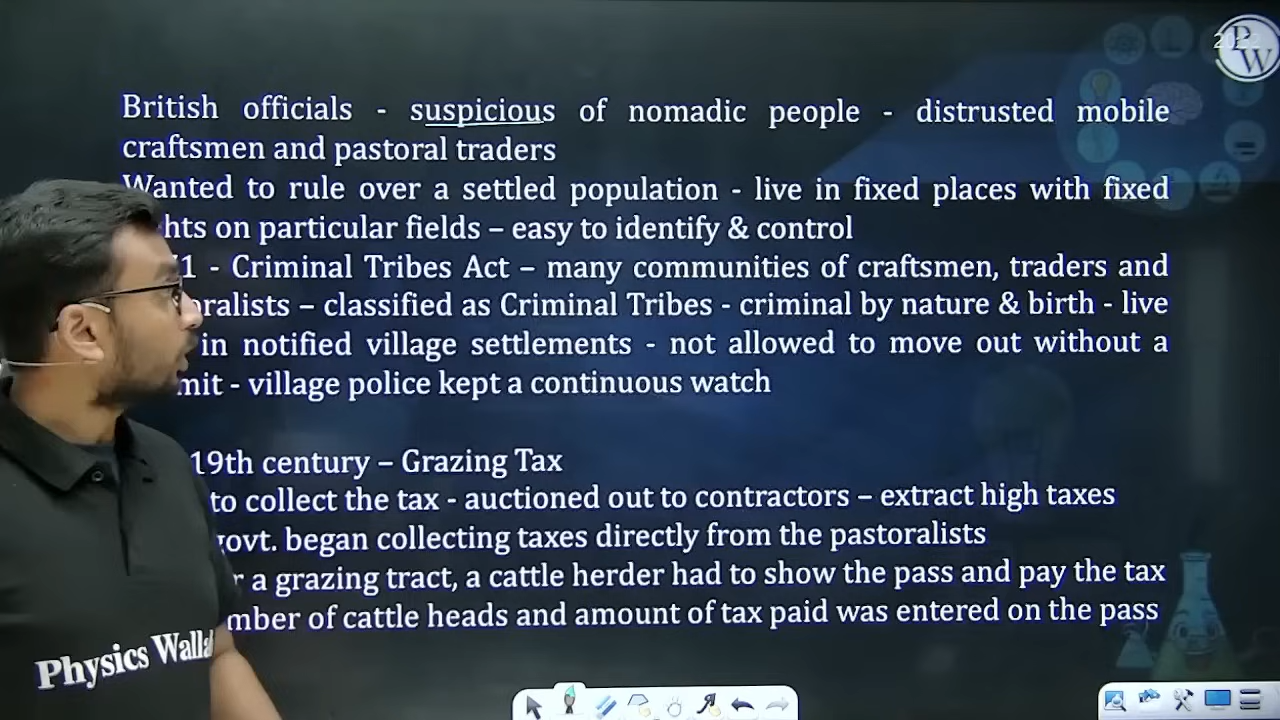 British officials - suspicious of nomadic people - distrusted mobile
craftsmen and pastoral traders
Wanted to rule over a settled population - live in fixed places with fixed
hts on particular fields – easy to identify & control
1 - Criminal Tribes Act – many communities of craftsmen, traders and
oralists – classified as Criminal Tribes - criminal by nature & birth - live
in notified village settlements - not allowed to move out without a
mit - village police kept a continuous watch
19th century – Grazing Tax
to collect the tax - auctioned out to contractors – extract high taxes
govt. began collecting taxes directly from the pastoralists
r a grazing tract, a cattle herder had to show the pass and pay the tax
mber of cattle heads and amount of tax paid was entered on the pass
Physics Walla
PW